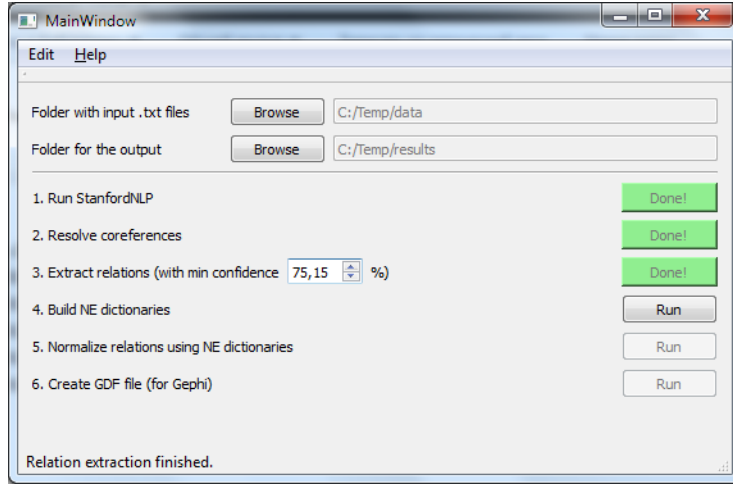 MainWindow
Edit Help
Folder with input .txt files Browse C:/Temp/data
Folder for the output Browse C:/Temp/results
1. Run StanfordNLP Done!
2. Resolve coreferences Done!
3. Extract relations (with min confidence 75,15 %) Done!
4. Build NE dictionaries Run
5. Normalize relations using NE dictionaries Run
6. Create GDF file (for Gephi) Run
Relation extraction finished.